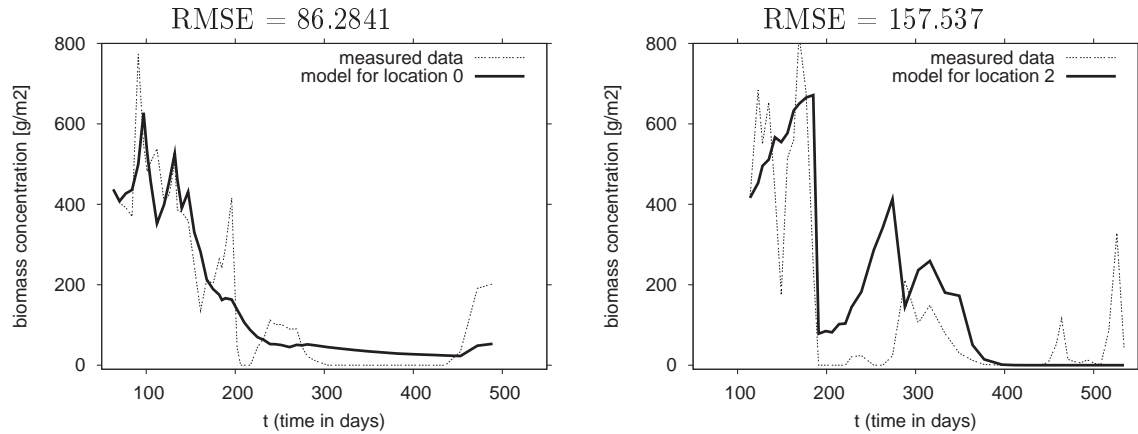 RMSE = 86.2841
800
600
400
200
0
100
200
300
400
500
biomass concentration [g/m2]
t (time in days)
measured data
model for location 0
RMSE = 157.537
800
600
400
200
0
100
200
300
400
500
biomass concentration [g/m2]
t (time in days)
measured data
model for location 2